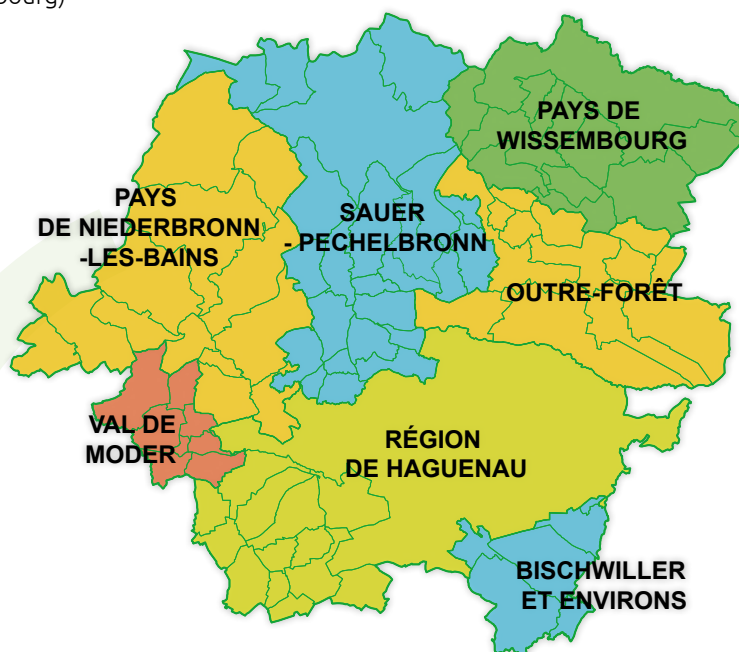 PAYS DE
WISSEMBOURG
PAYS
DE NIEDERBRONN
-LES-BAINS
SAUER
- PECHELBRONN
OUTRE-FORÊT
VAL DE
MODER
RÉGION
DE HAGUENAU
BISCHWILLER
ET ENVIRONS